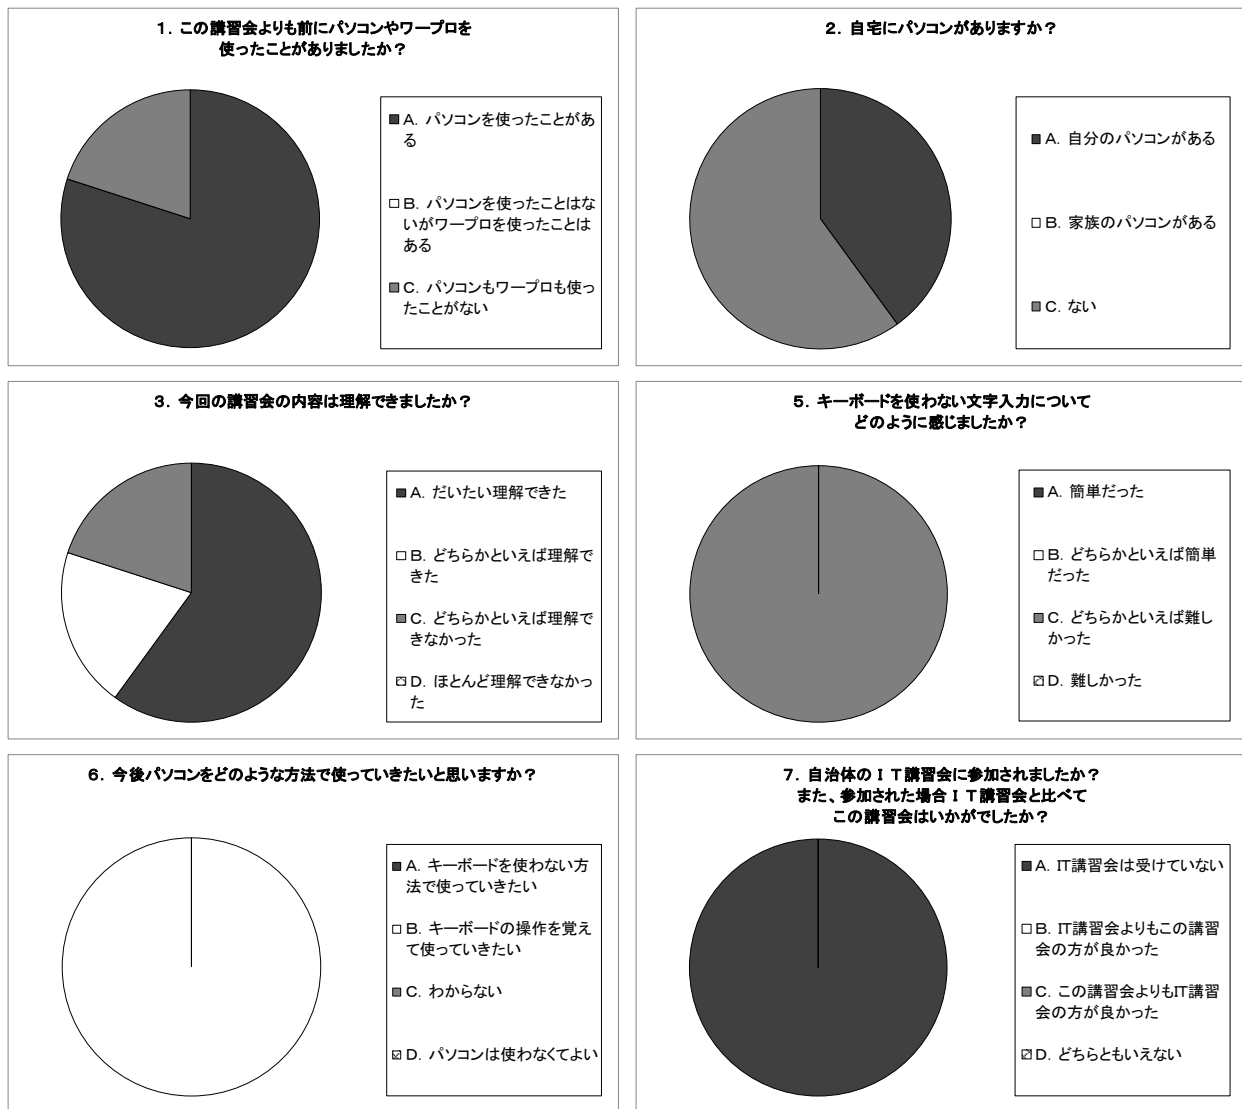 1．この講習会よりも前にパソコンやワープロを
使ったことがありましたか？
A．パソコンを使ったことがあ
る
B．パソコンを使ったことはな
いがワープロを使ったことは
ある
C．パソコンもワープロも使っ
たことがない
2．自宅にパソコンがありますか？
A．自分のパソコンがある
B．家族のパソコンがある
C．ない
3．今回の講習会の内容は理解できましたか？
A．だいたい理解できた
B．どちらかといえば理解で
きた
C．どちらかといえば理解で
きなかった
D．ほとんど理解できなかっ
た
5．キーボードを使わない文字入力について
どのように感じましたか？
A．簡単だった
B．どちらかといえば簡単
だった
C．どちらかといえば難し
かった
D．難しかった
6．今後パソコンをどのような方法で使っていきたいと思いますか？
A．キーボードを使わない方
法で使っていきたい
B．キーボードの操作を覚え
て使っていきたい
C．わからない
D．パソコンは使わなくてよい
7．自治体のＩＴ講習会に参加されましたか？
また、参加された場合ＩＴ講習会と比べて
この講習会はいかがでしたか？
A．IT講習会は受けていない
B．IT講習会よりもこの講習
会の方が良かった
C．この講習会よりもIT講習
会の方が良かった
D．どちらともいえない